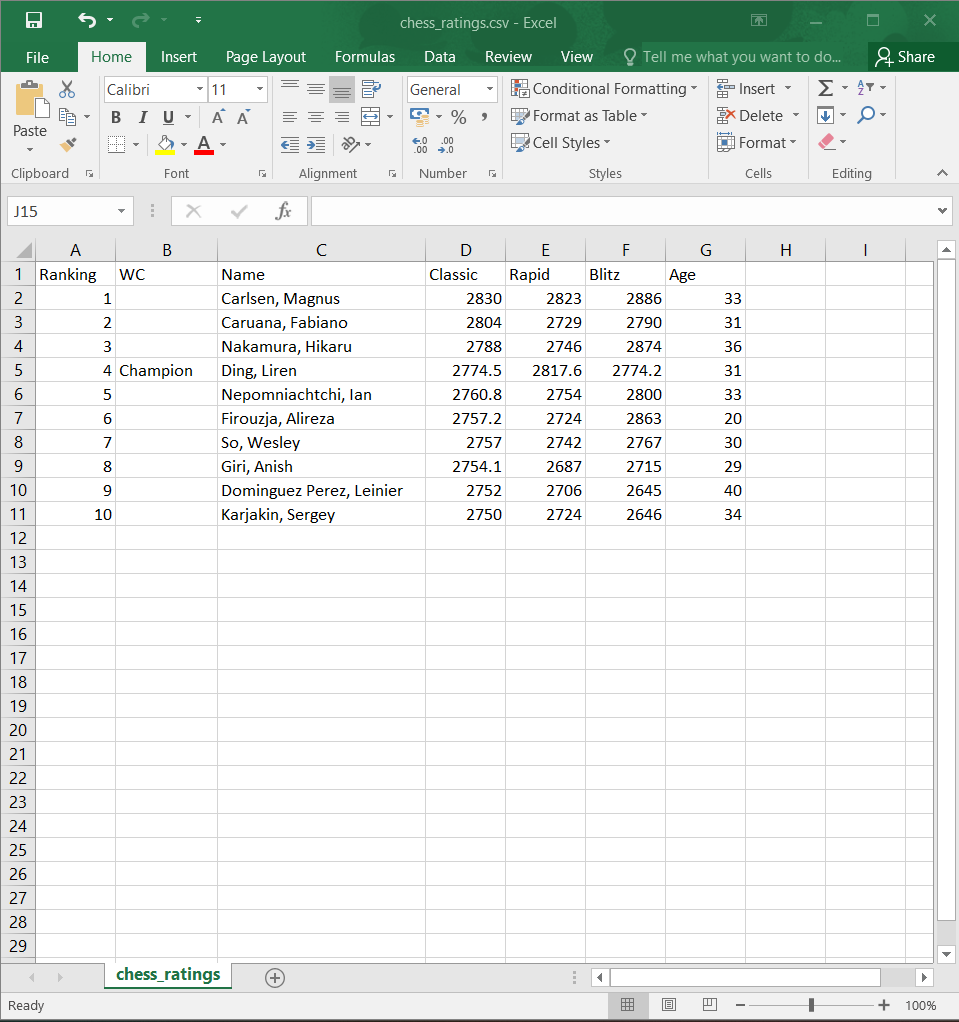 chess_ratings.csv - Excel
File Home Insert Page Layout Formulas Data Review View Tell me what you want to do... Share
Paste
Clipboard
Calibri 11
B I U A A
A
Font
Alignment
General
% ,
.0 .00 .00 .0
Number
Conditional Formatting
Format as Table
Cell Styles
Styles
Insert
Delete
Format
Cells
Σ A Z
Editing
J15 fx
A B C D E F G H I
1 Ranking WC Name Classic Rapid Blitz Age
2 1 Carlsen, Magnus 2830 2823 2886 33
3 2 Caruana, Fabiano 2804 2729 2790 31
4 3 Nakamura, Hikaru 2788 2746 2874 36
5 4 Champion Ding, Liren 2774.5 2817.6 2774.2 31
6 5 Nepomniachtchi, Ian 2760.8 2754 2800 33
7 6 Firouzja, Alireza 2757.2 2724 2863 20
8 7 So, Wesley 2757 2742 2767 30
9 8 Giri, Anish 2754.1 2687 2715 29
10 9 Dominguez Perez, Leinier 2752 2706 2645 40
11 10 Karjakin, Sergey 2750 2724 2646 34
12
13
14
15
16
17
18
19
20
21
22
23
24
25
26
27
28
29
chess_ratings
Ready 100%